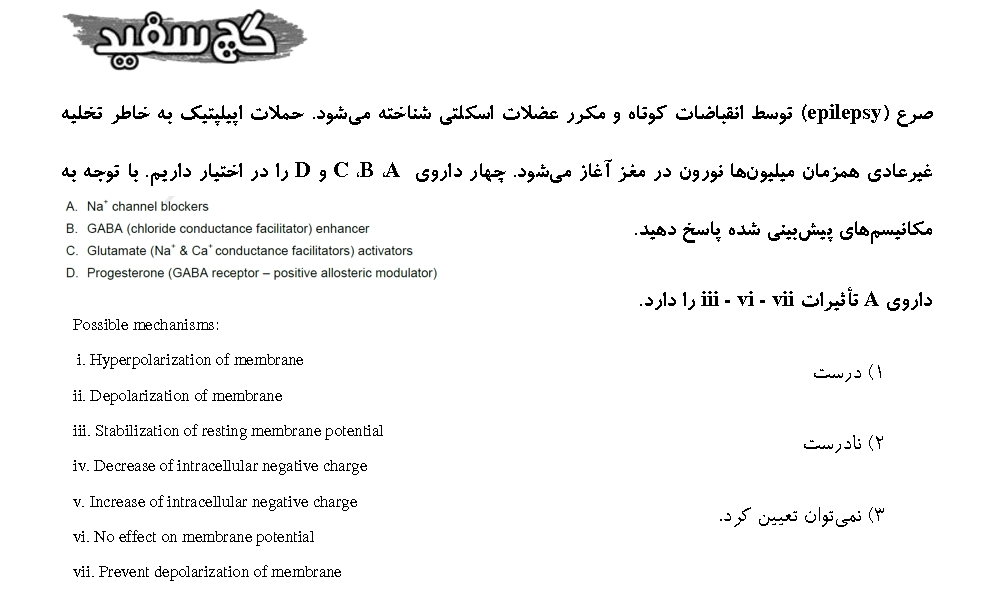 گچ سفید
صرع (epilepsy) توسط انقباضات کوتاه و مکرر عضلات اسکلتی شناخته می‌شود. حملات اپیلپتیک به خاطر تخلیه
غیرعادی همزمان میلیون‌ها نورون در مغز آغاز می‌شود. چهار داروی A، B، C و D را در اختیار داریم. با توجه به
مکانیسم‌های پیش‌بینی شده پاسخ دهید.
A. Na⁺ channel blockers
B. GABA (chloride conductance facilitator) enhancer
C. Glutamate (Na⁺ & Ca⁺ conductance facilitators) activators
D. Progesterone (GABA receptor – positive allosteric modulator)
داروی A تأثیرات iii - vi - vii را دارد.
Possible mechanisms:
i. Hyperpolarization of membrane
ii. Depolarization of membrane
iii. Stabilization of resting membrane potential
iv. Decrease of intracellular negative charge
v. Increase of intracellular negative charge
vi. No effect on membrane potential
vii. Prevent depolarization of membrane
۱) درست
۲) نادرست
۳) نمی‌توان تعیین کرد.